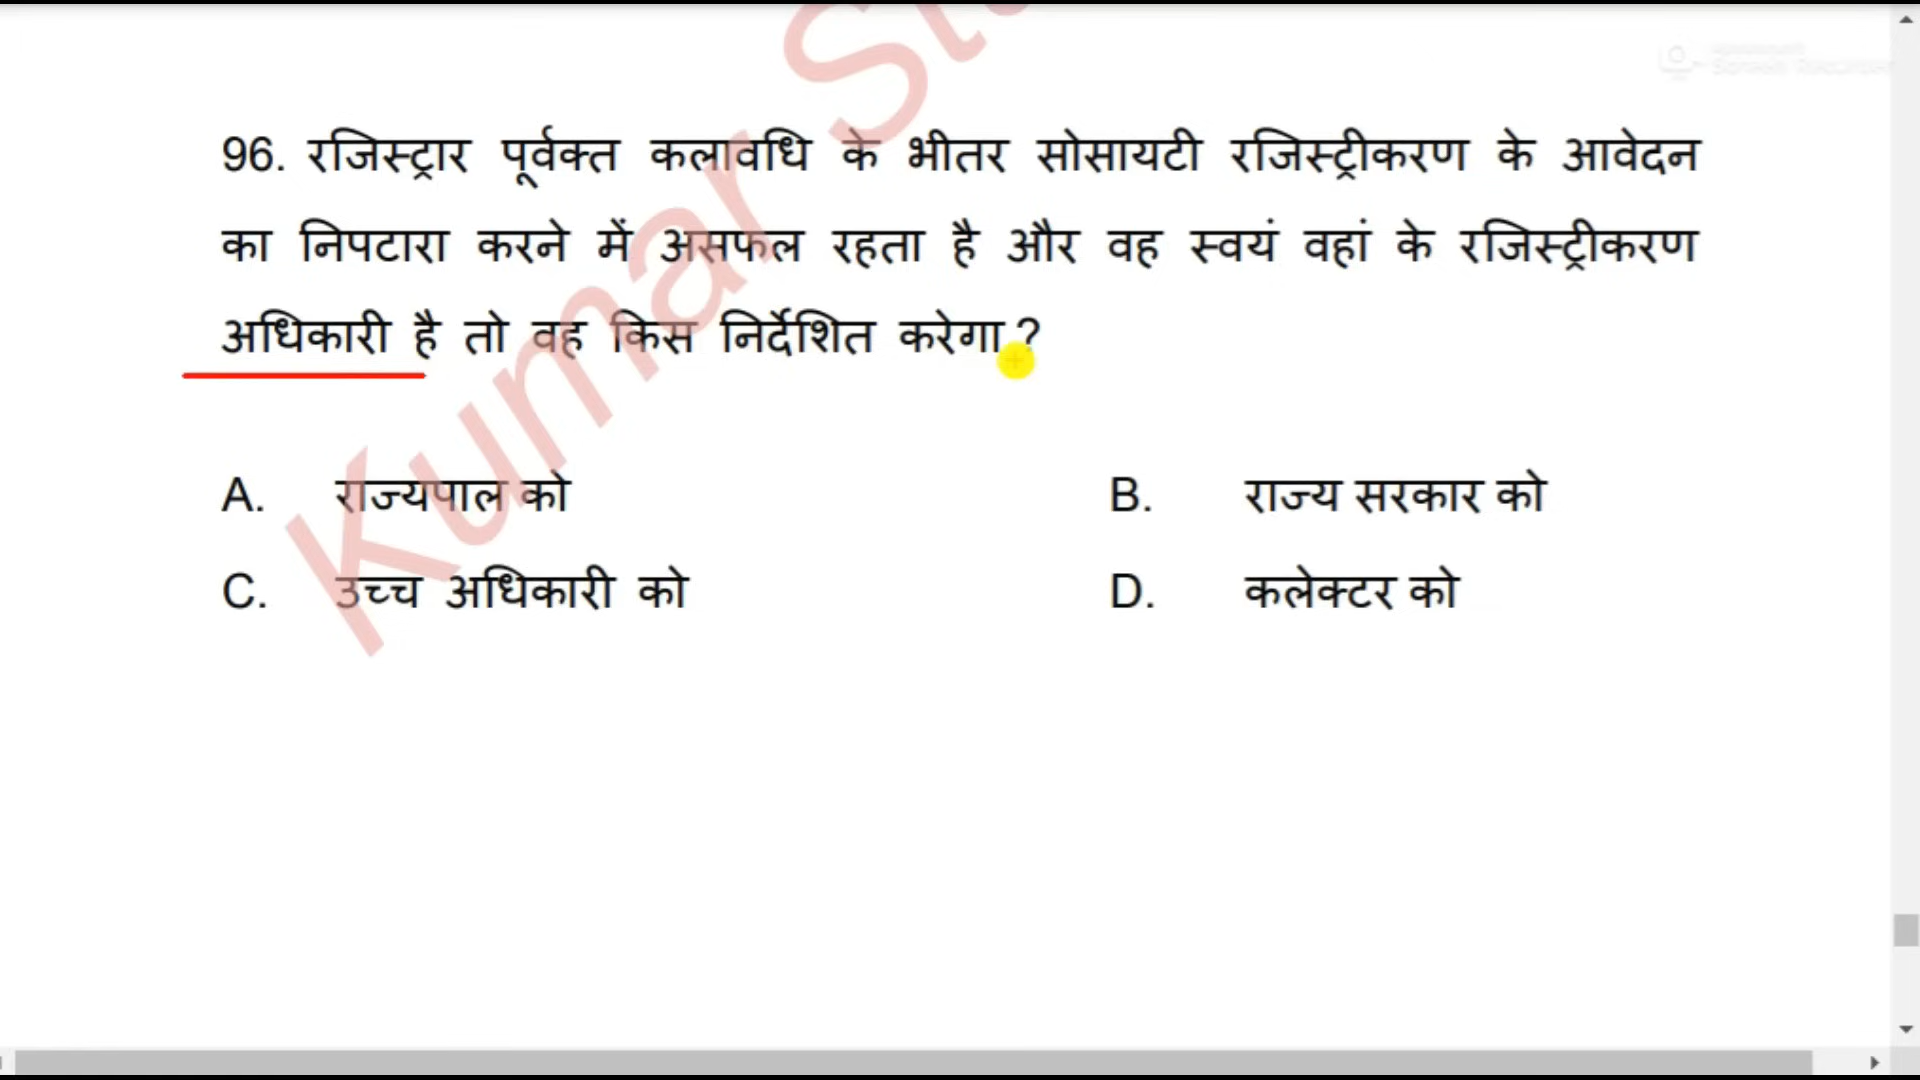 96. रजिस्ट्रार पूर्वक्त कलावधि के भीतर सोसायटी रजिस्ट्रीकरण के आवेदन
का निपटारा करने में असफल रहता है और वह स्वयं वहां के रजिस्ट्रीकरण
अधिकारी है तो वह किस निर्देशित करेगा ?
A. राज्यपाल को B. राज्य सरकार को
C. उच्च अधिकारी को D. कलेक्टर को
Kumar